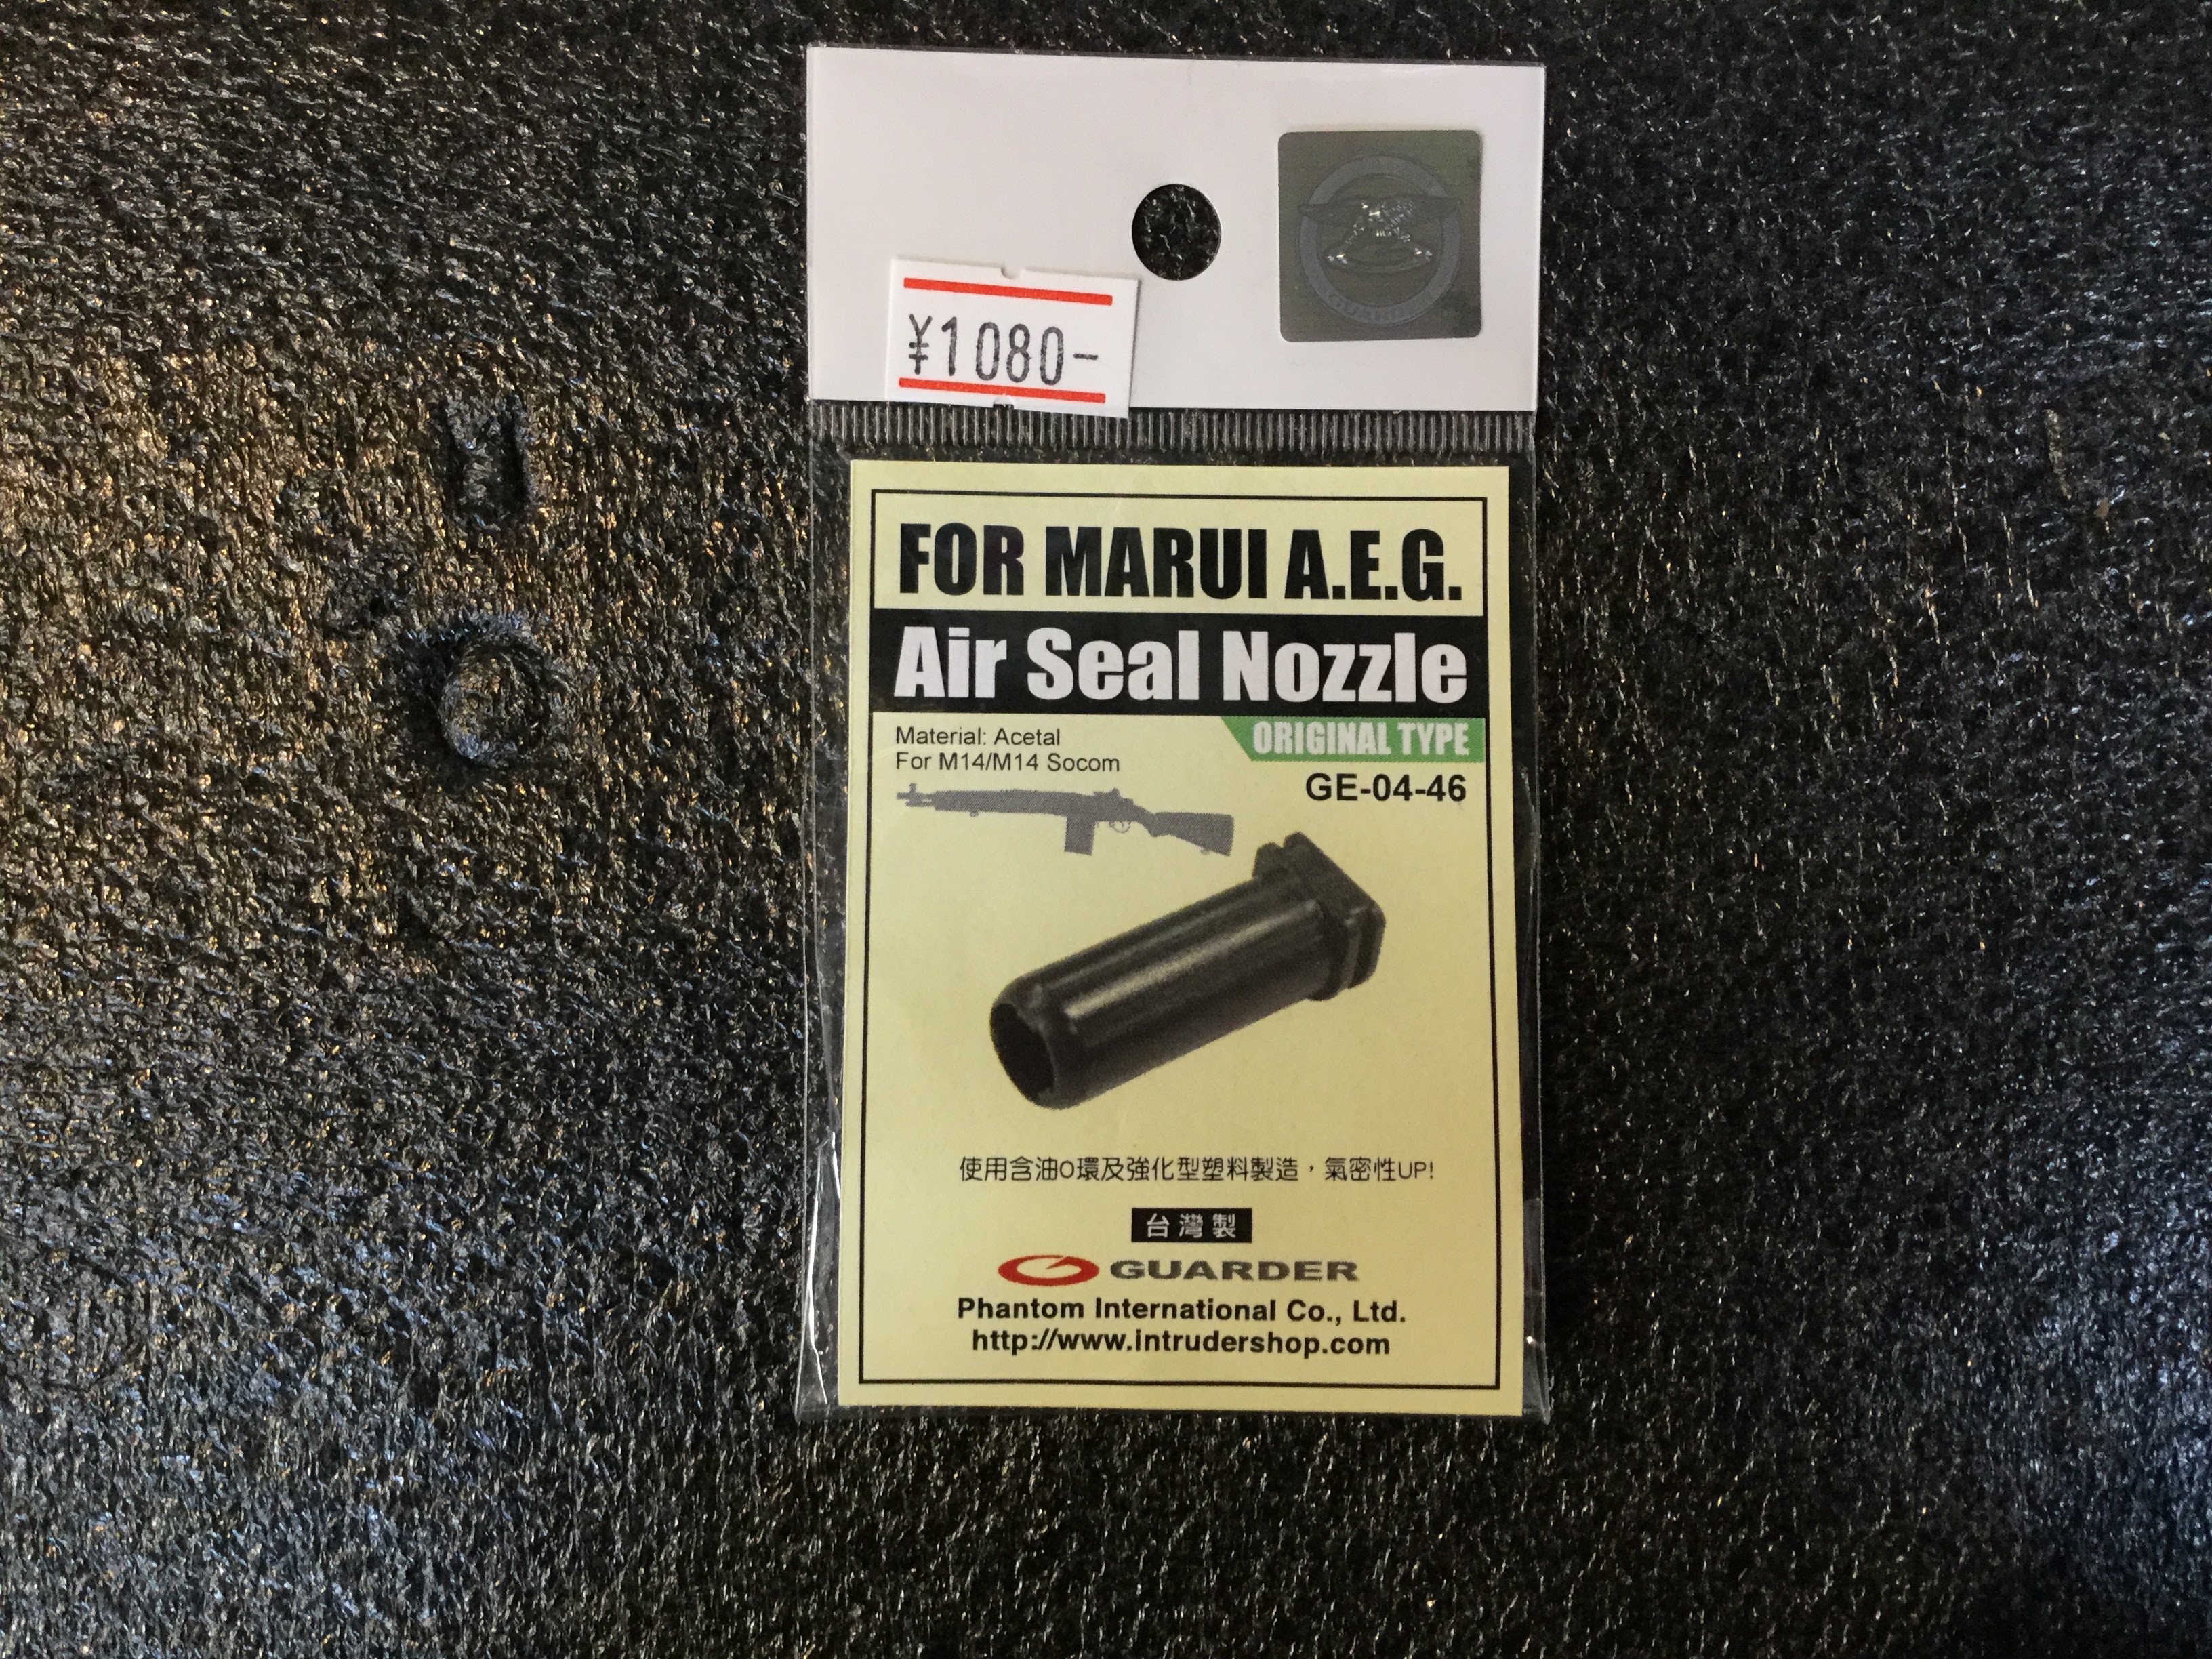 ¥1080-
FOR MARUI A.E.G.
Air Seal Nozzle
ORIGINAL TYPE
Material: Acetal
For M14/M14 Socom
GE-04-46
使用含油O環及強化型塑料製造，氣密性UP!
台灣製
GUARDER
Phantom International Co., Ltd.
http://www.intrudershop.com